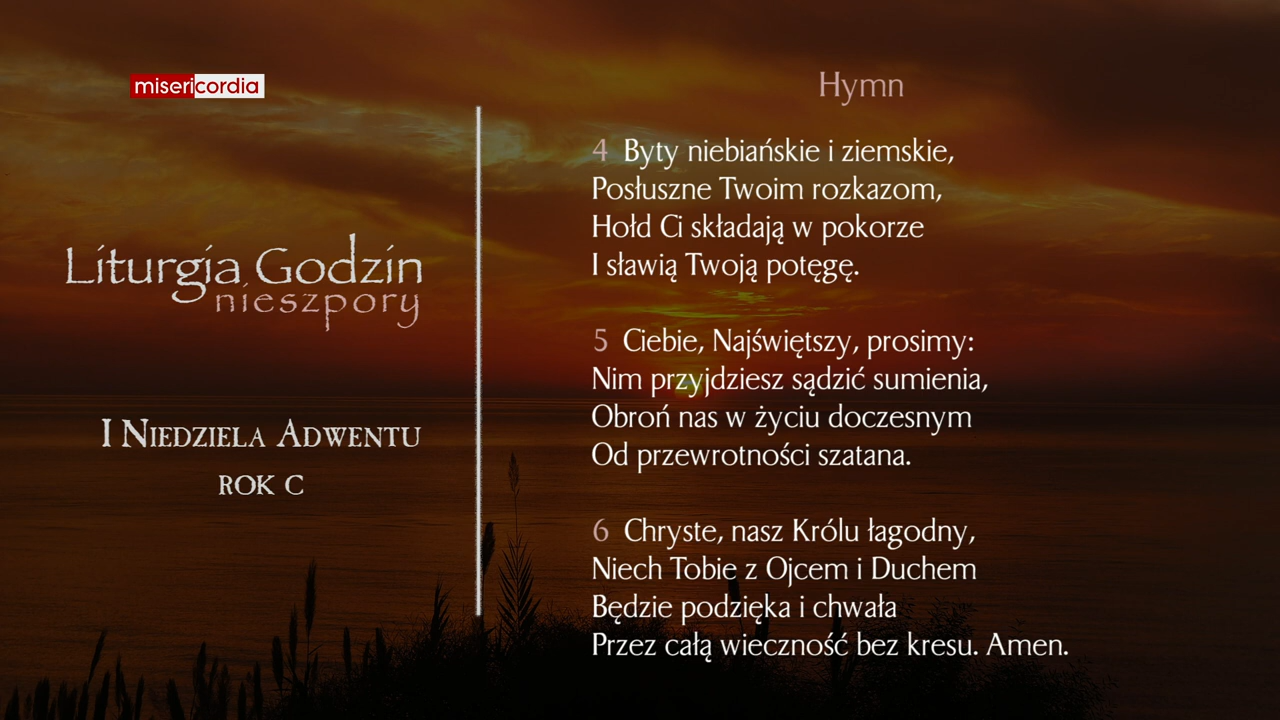 misericordia
Liturgia Godzin
nieszpory
I Niedziela Adwentu
rok C
Hymn
4 Byty niebiańskie i ziemskie,
Posłuszne Twoim rozkazom,
Hołd Ci składają w pokorze
I sławią Twoją potęgę.
5 Ciebie, Najświętszy, prosimy:
Nim przyjdziesz sądzić sumienia,
Obroń nas w życiu doczesnym
Od przewrotności szatana.
6 Chryste, nasz Królu łagodny,
Niech Tobie z Ojcem i Duchem
Będzie podzięka i chwała
Przez całą wieczność bez kresu. Amen.